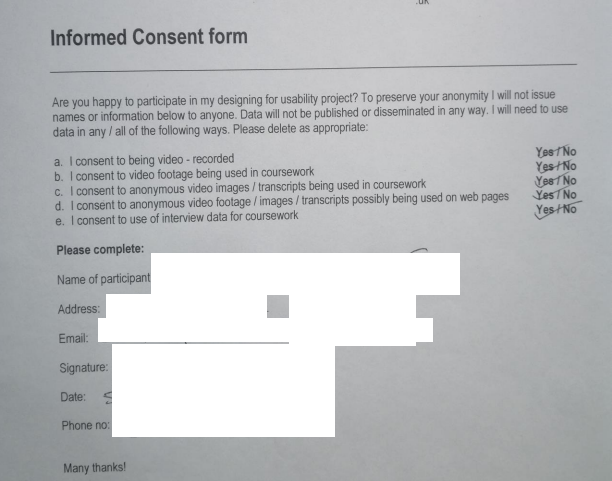 .uk
Informed Consent form
Are you happy to participate in my designing for usability project? To preserve your anonymity I will not issue
names or information below to anyone. Data will not be published or disseminated in any way. I will need to use
data in any / all of the following ways. Please delete as appropriate:
a. I consent to being video - recorded Yes / No
b. I consent to video footage being used in coursework Yes / No
c. I consent to anonymous video images / transcripts being used in coursework Yes / No
d. I consent to anonymous video footage / images / transcripts possibly being used on web pages Yes / No
e. I consent to use of interview data for coursework Yes / No
Please complete:
Name of participant
Address:
Email:
Signature:
Date:
Phone no:
Many thanks!